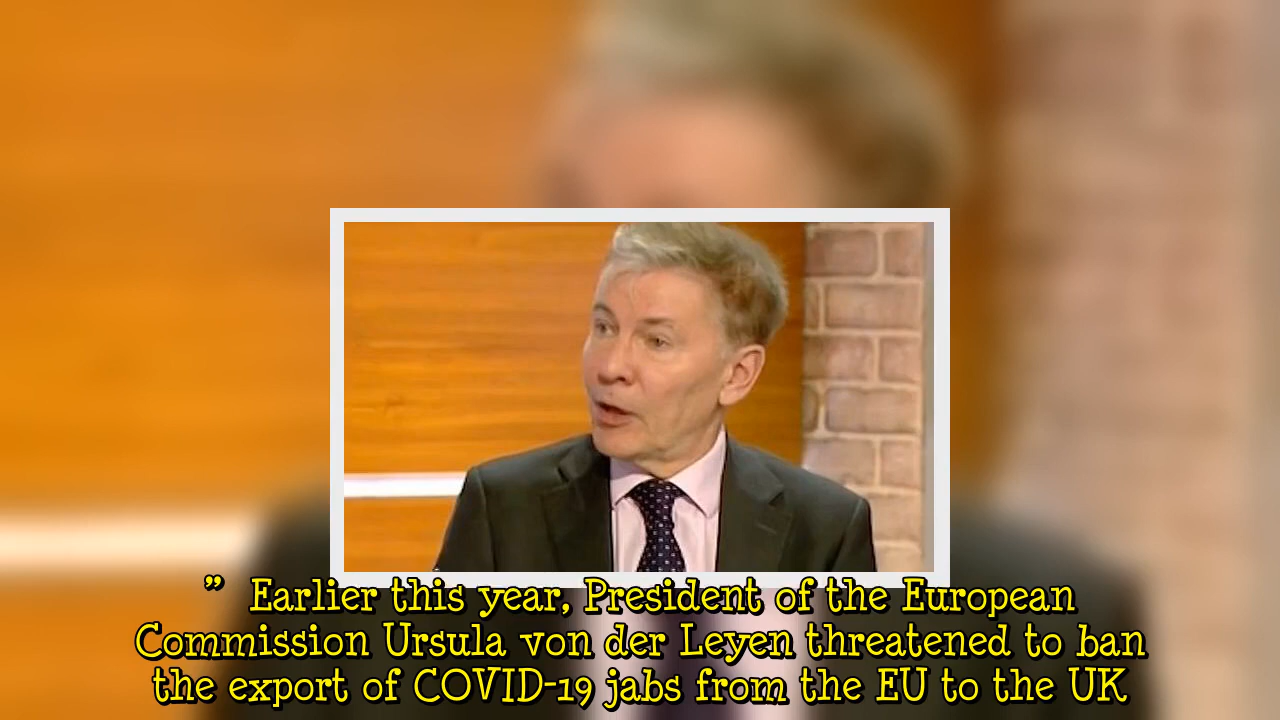 ” Earlier this year, President of the European
Commission Ursula von der Leyen threatened to ban
the export of COVID-19 jabs from the EU to the UK